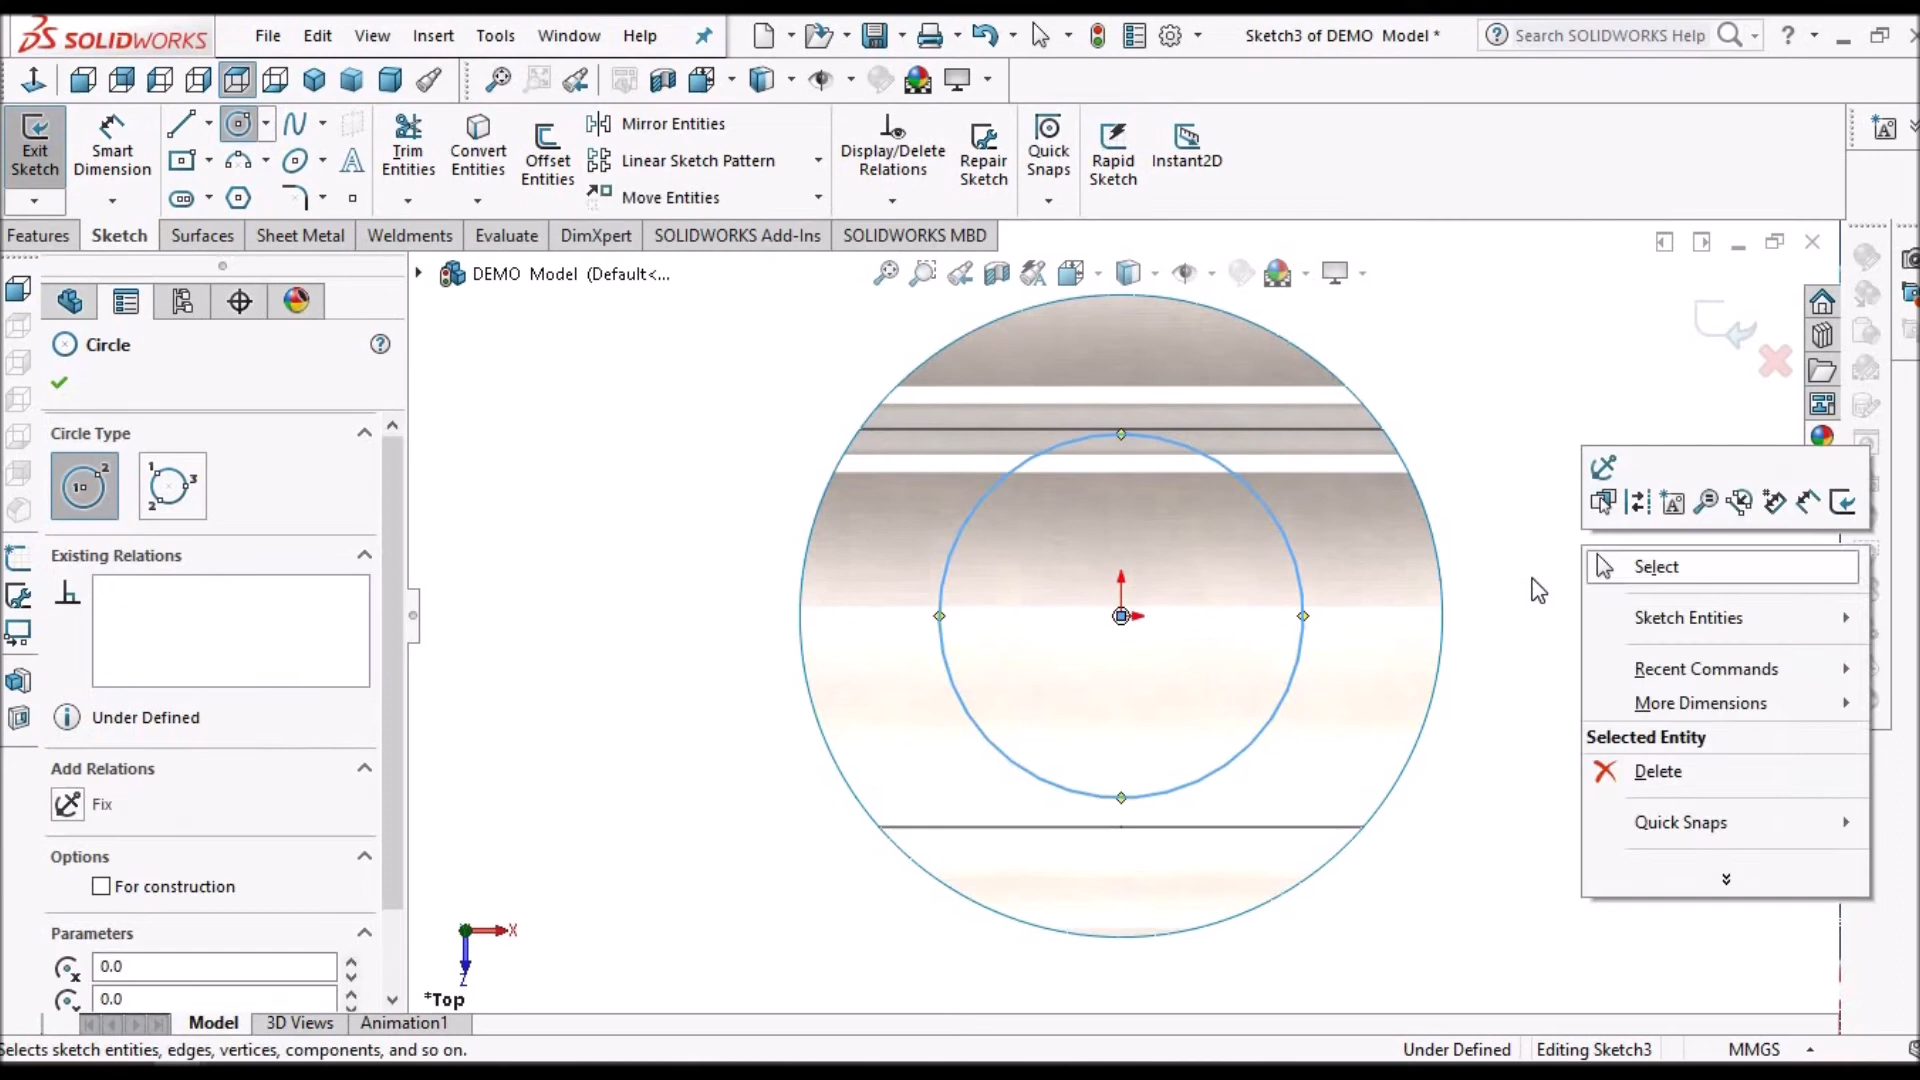 SOLIDWORKS
File Edit View Insert Tools Window Help
Sketch3 of DEMO Model *
Search SOLIDWORKS Help
Exit Sketch
Smart Dimension
Trim Entities
Convert Entities
Offset Entities
Mirror Entities
Linear Sketch Pattern
Move Entities
Display/Delete Relations
Repair Sketch
Quick Snaps
Rapid Sketch
Instant2D
Features Sketch Surfaces Sheet Metal Weldments Evaluate DimXpert SOLIDWORKS Add-Ins SOLIDWORKS MBD
DEMO Model (Default<...
Circle
Circle Type
Existing Relations
Under Defined
Add Relations
Fix
Options
For construction
Parameters
0.0
0.0
X
Z
*Top
Select
Sketch Entities
Recent Commands
More Dimensions
Selected Entity
Delete
Quick Snaps
Model 3D Views Animation1
Selects sketch entities, edges, vertices, components, and so on.
Under Defined Editing Sketch3 MMGS